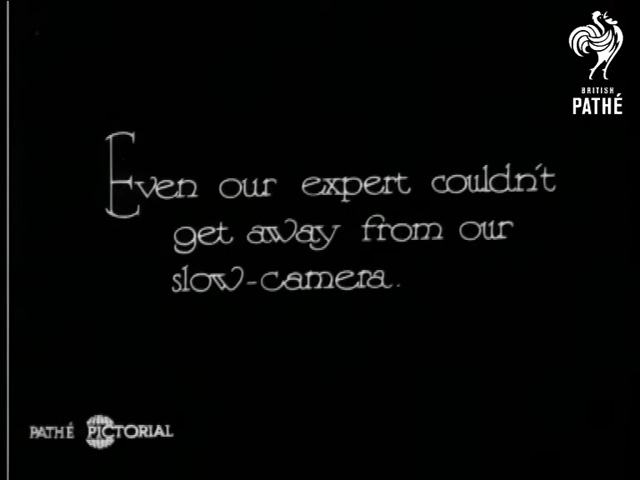 BRITISH
PATHÉ
Even our expert couldn't
get away from our
slow-camera.
PATHÉ PICTORIAL